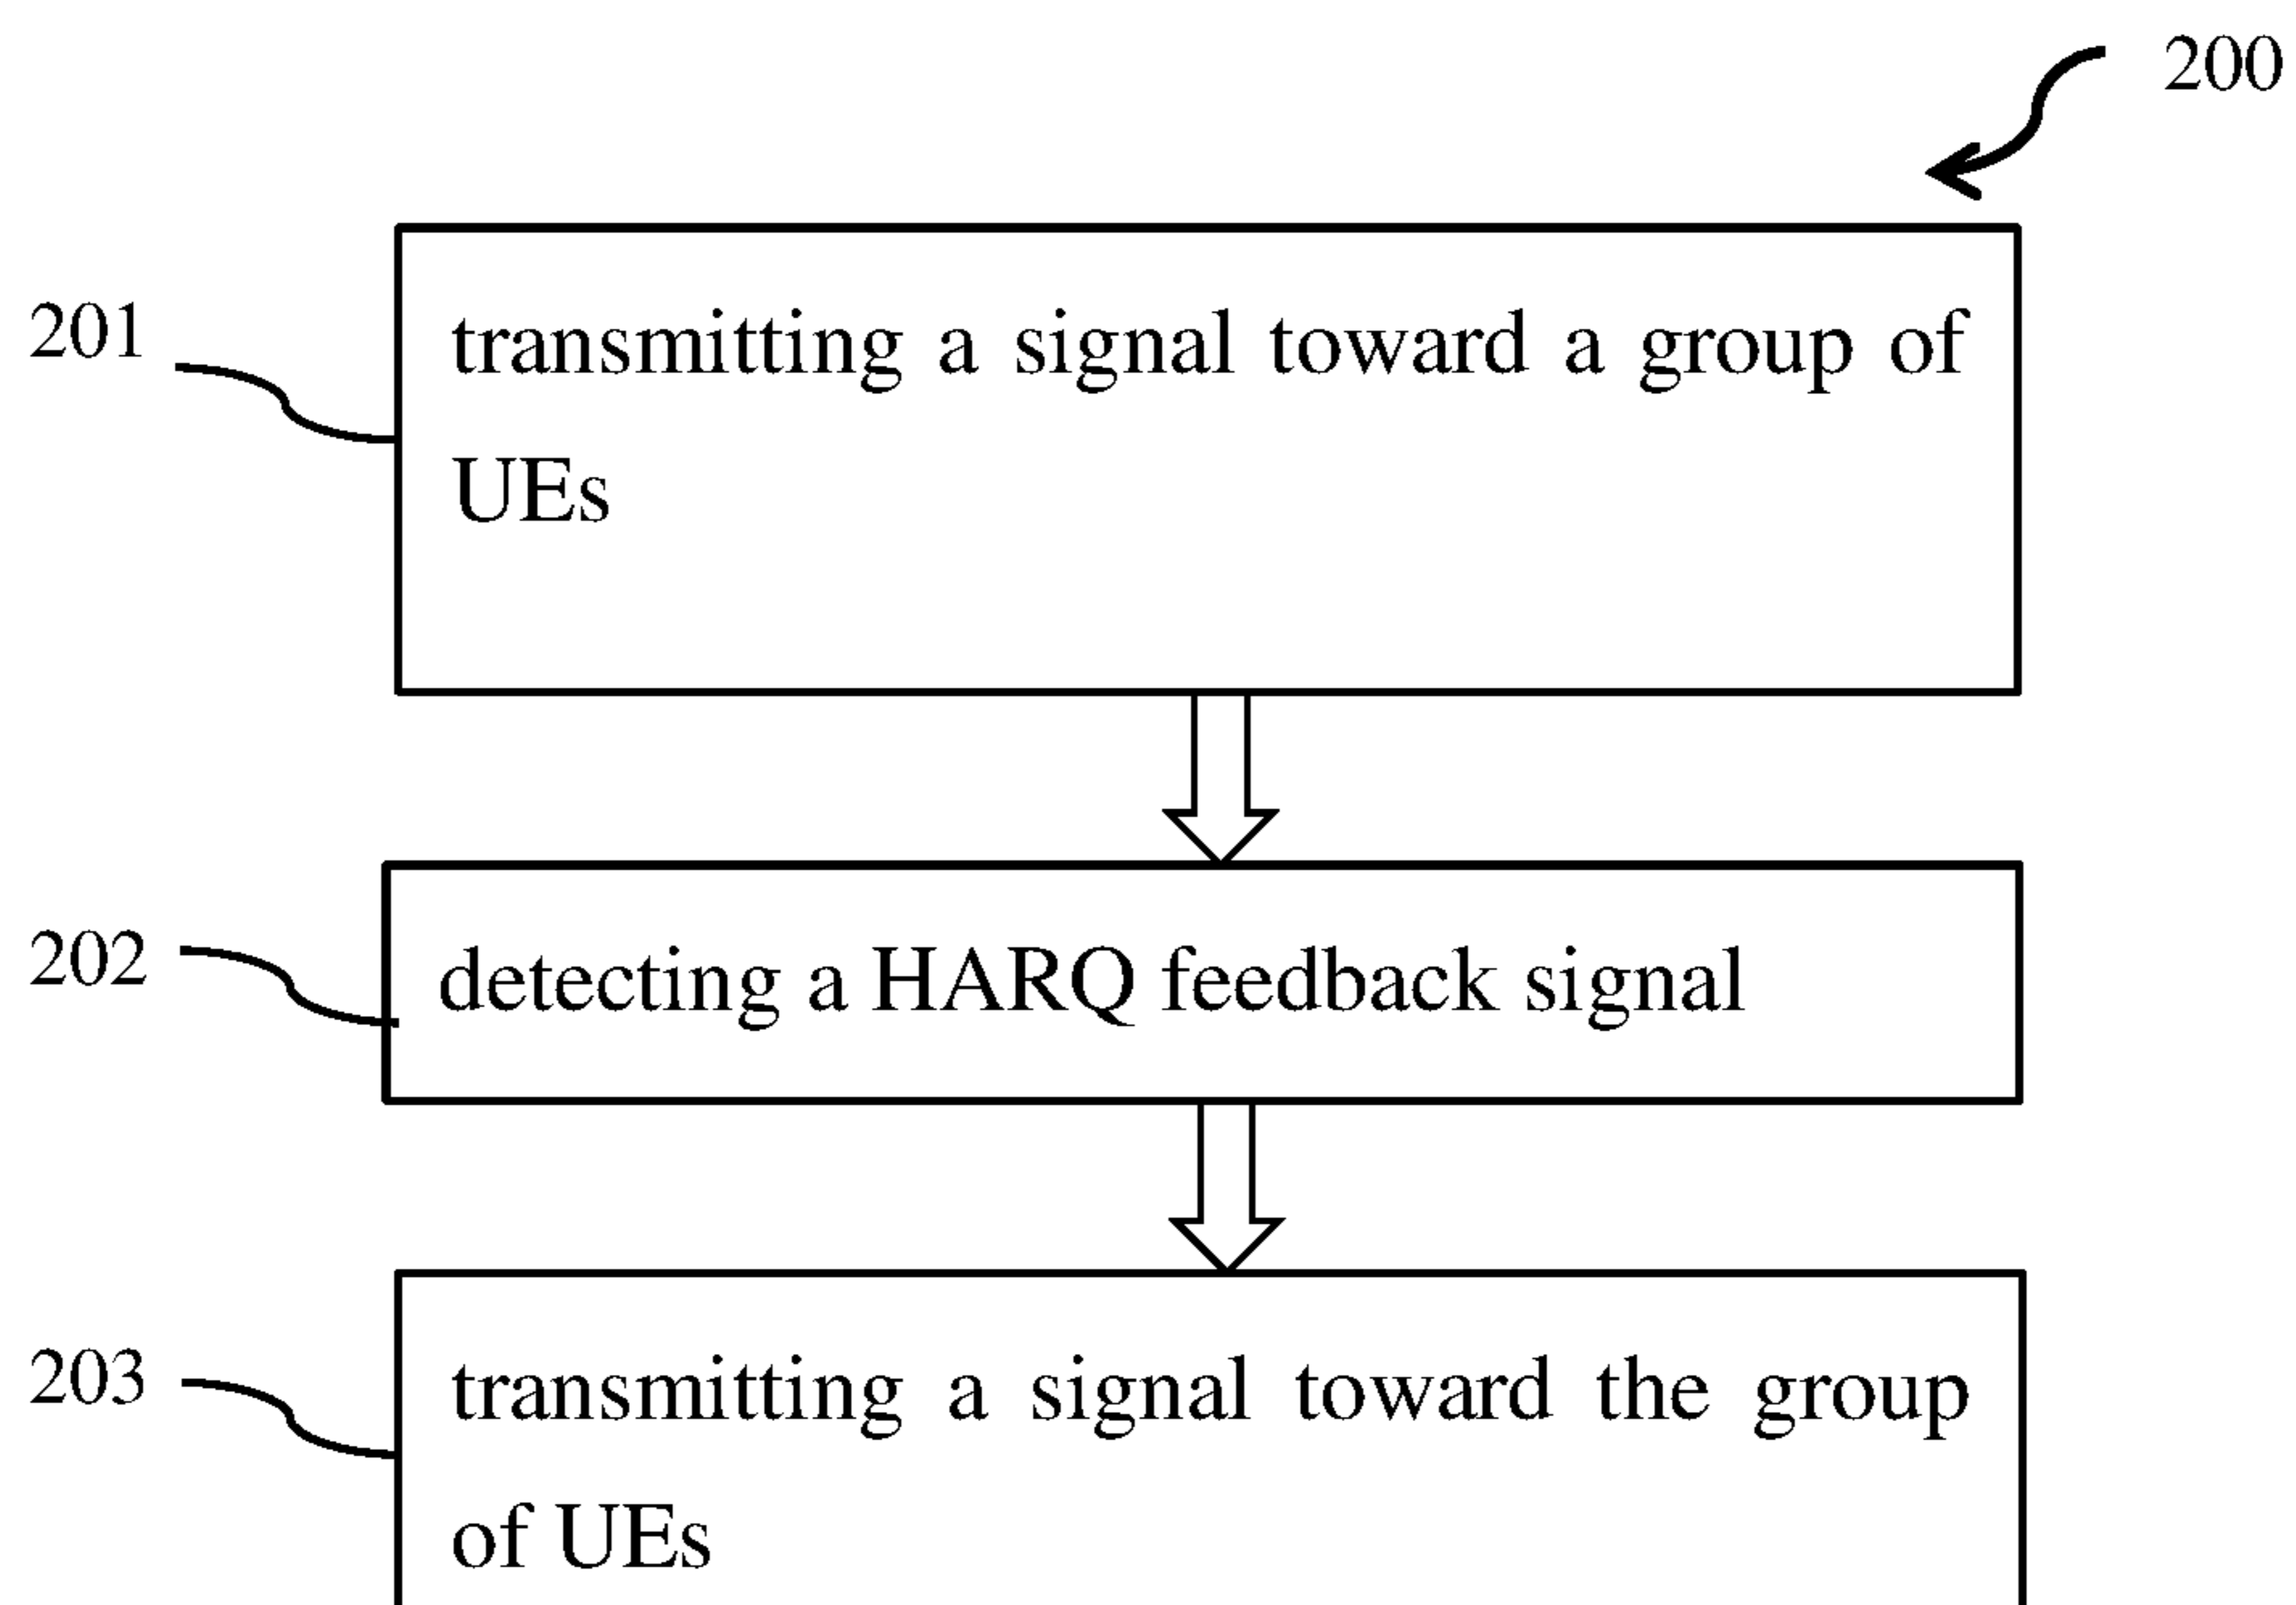 200
201
transmitting a signal toward a group of
UEs
202
detecting a HARQ feedback signal
203
transmitting a signal toward the group
of UEs